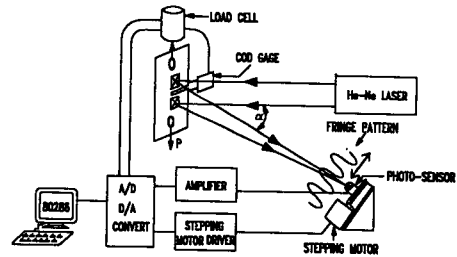 LOAD CELL
COD GAGE
He-Ne LASER
α
FRINGE PATTERN
P
PHOTO-SENSOR
A/D
D/A
CONVERT
AMPLIFIER
80286
STEPPING
MOTOR DRIVER
STEPPING MOTOR